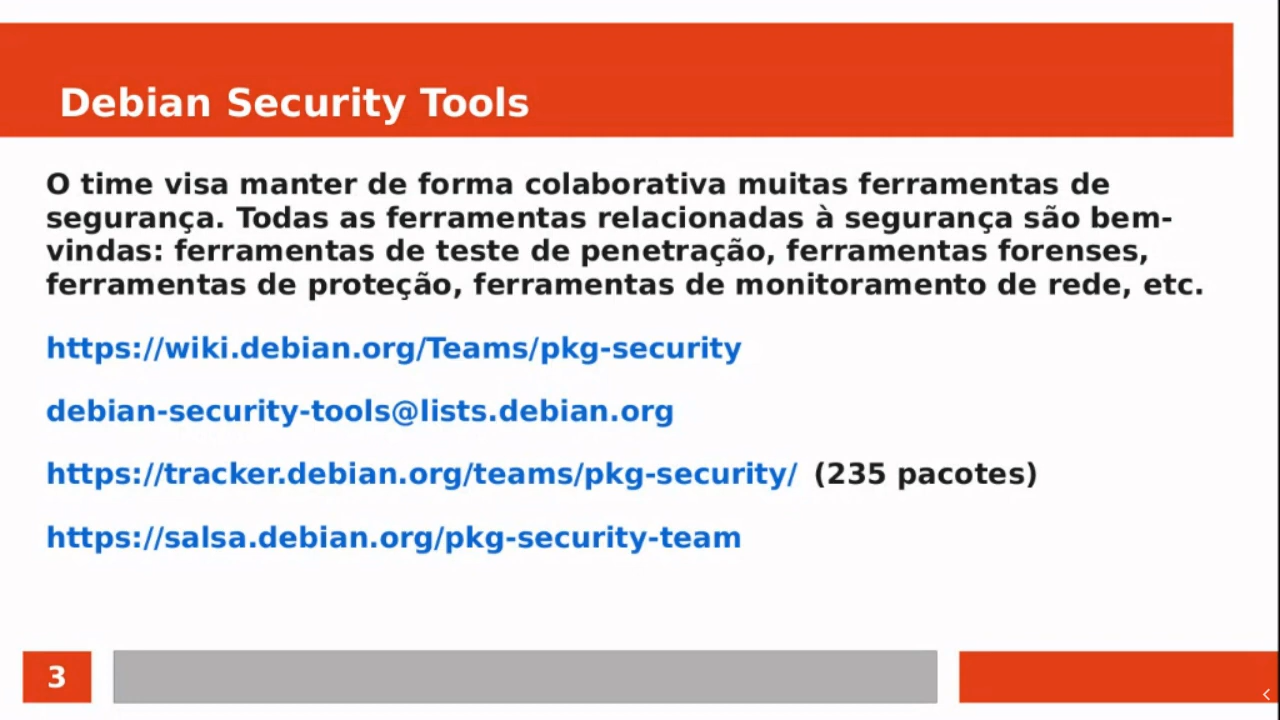 Debian Security Tools
O time visa manter de forma colaborativa muitas ferramentas de
segurança. Todas as ferramentas relacionadas à segurança são bem-
vindas: ferramentas de teste de penetração, ferramentas forenses,
ferramentas de proteção, ferramentas de monitoramento de rede, etc.
https://wiki.debian.org/Teams/pkg-security
debian-security-tools@lists.debian.org
https://tracker.debian.org/teams/pkg-security/ (235 pacotes)
https://salsa.debian.org/pkg-security-team
3